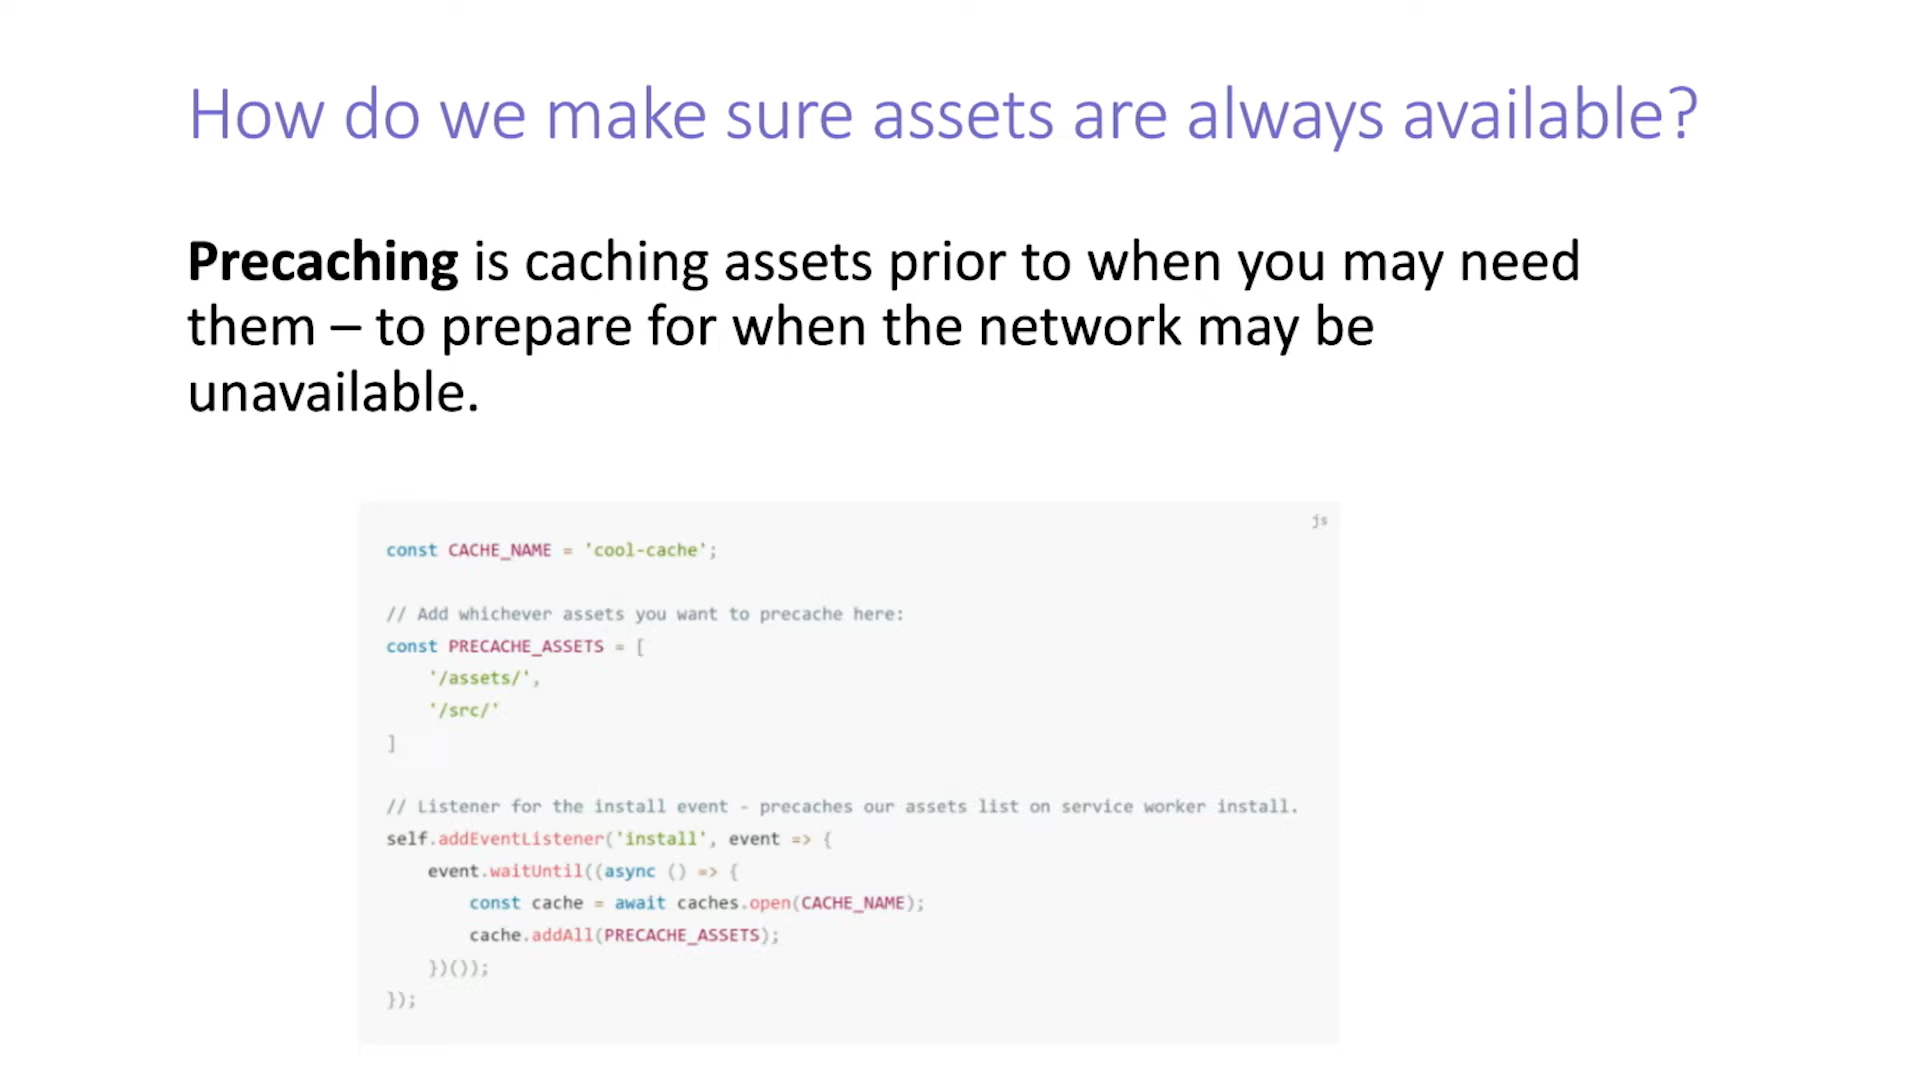 How do we make sure assets are always available?
Precaching is caching assets prior to when you may need
them – to prepare for when the network may be
unavailable.
js
const CACHE_NAME = 'cool-cache';
// Add whichever assets you want to precache here:
const PRECACHE_ASSETS = [
    '/assets/',
    '/src/'
]
// Listener for the install event - precaches our assets list on service worker install.
self.addEventListener('install', event => {
    event.waitUntil((async () => {
        const cache = await caches.open(CACHE_NAME);
        cache.addAll(PRECACHE_ASSETS);
    })());
});